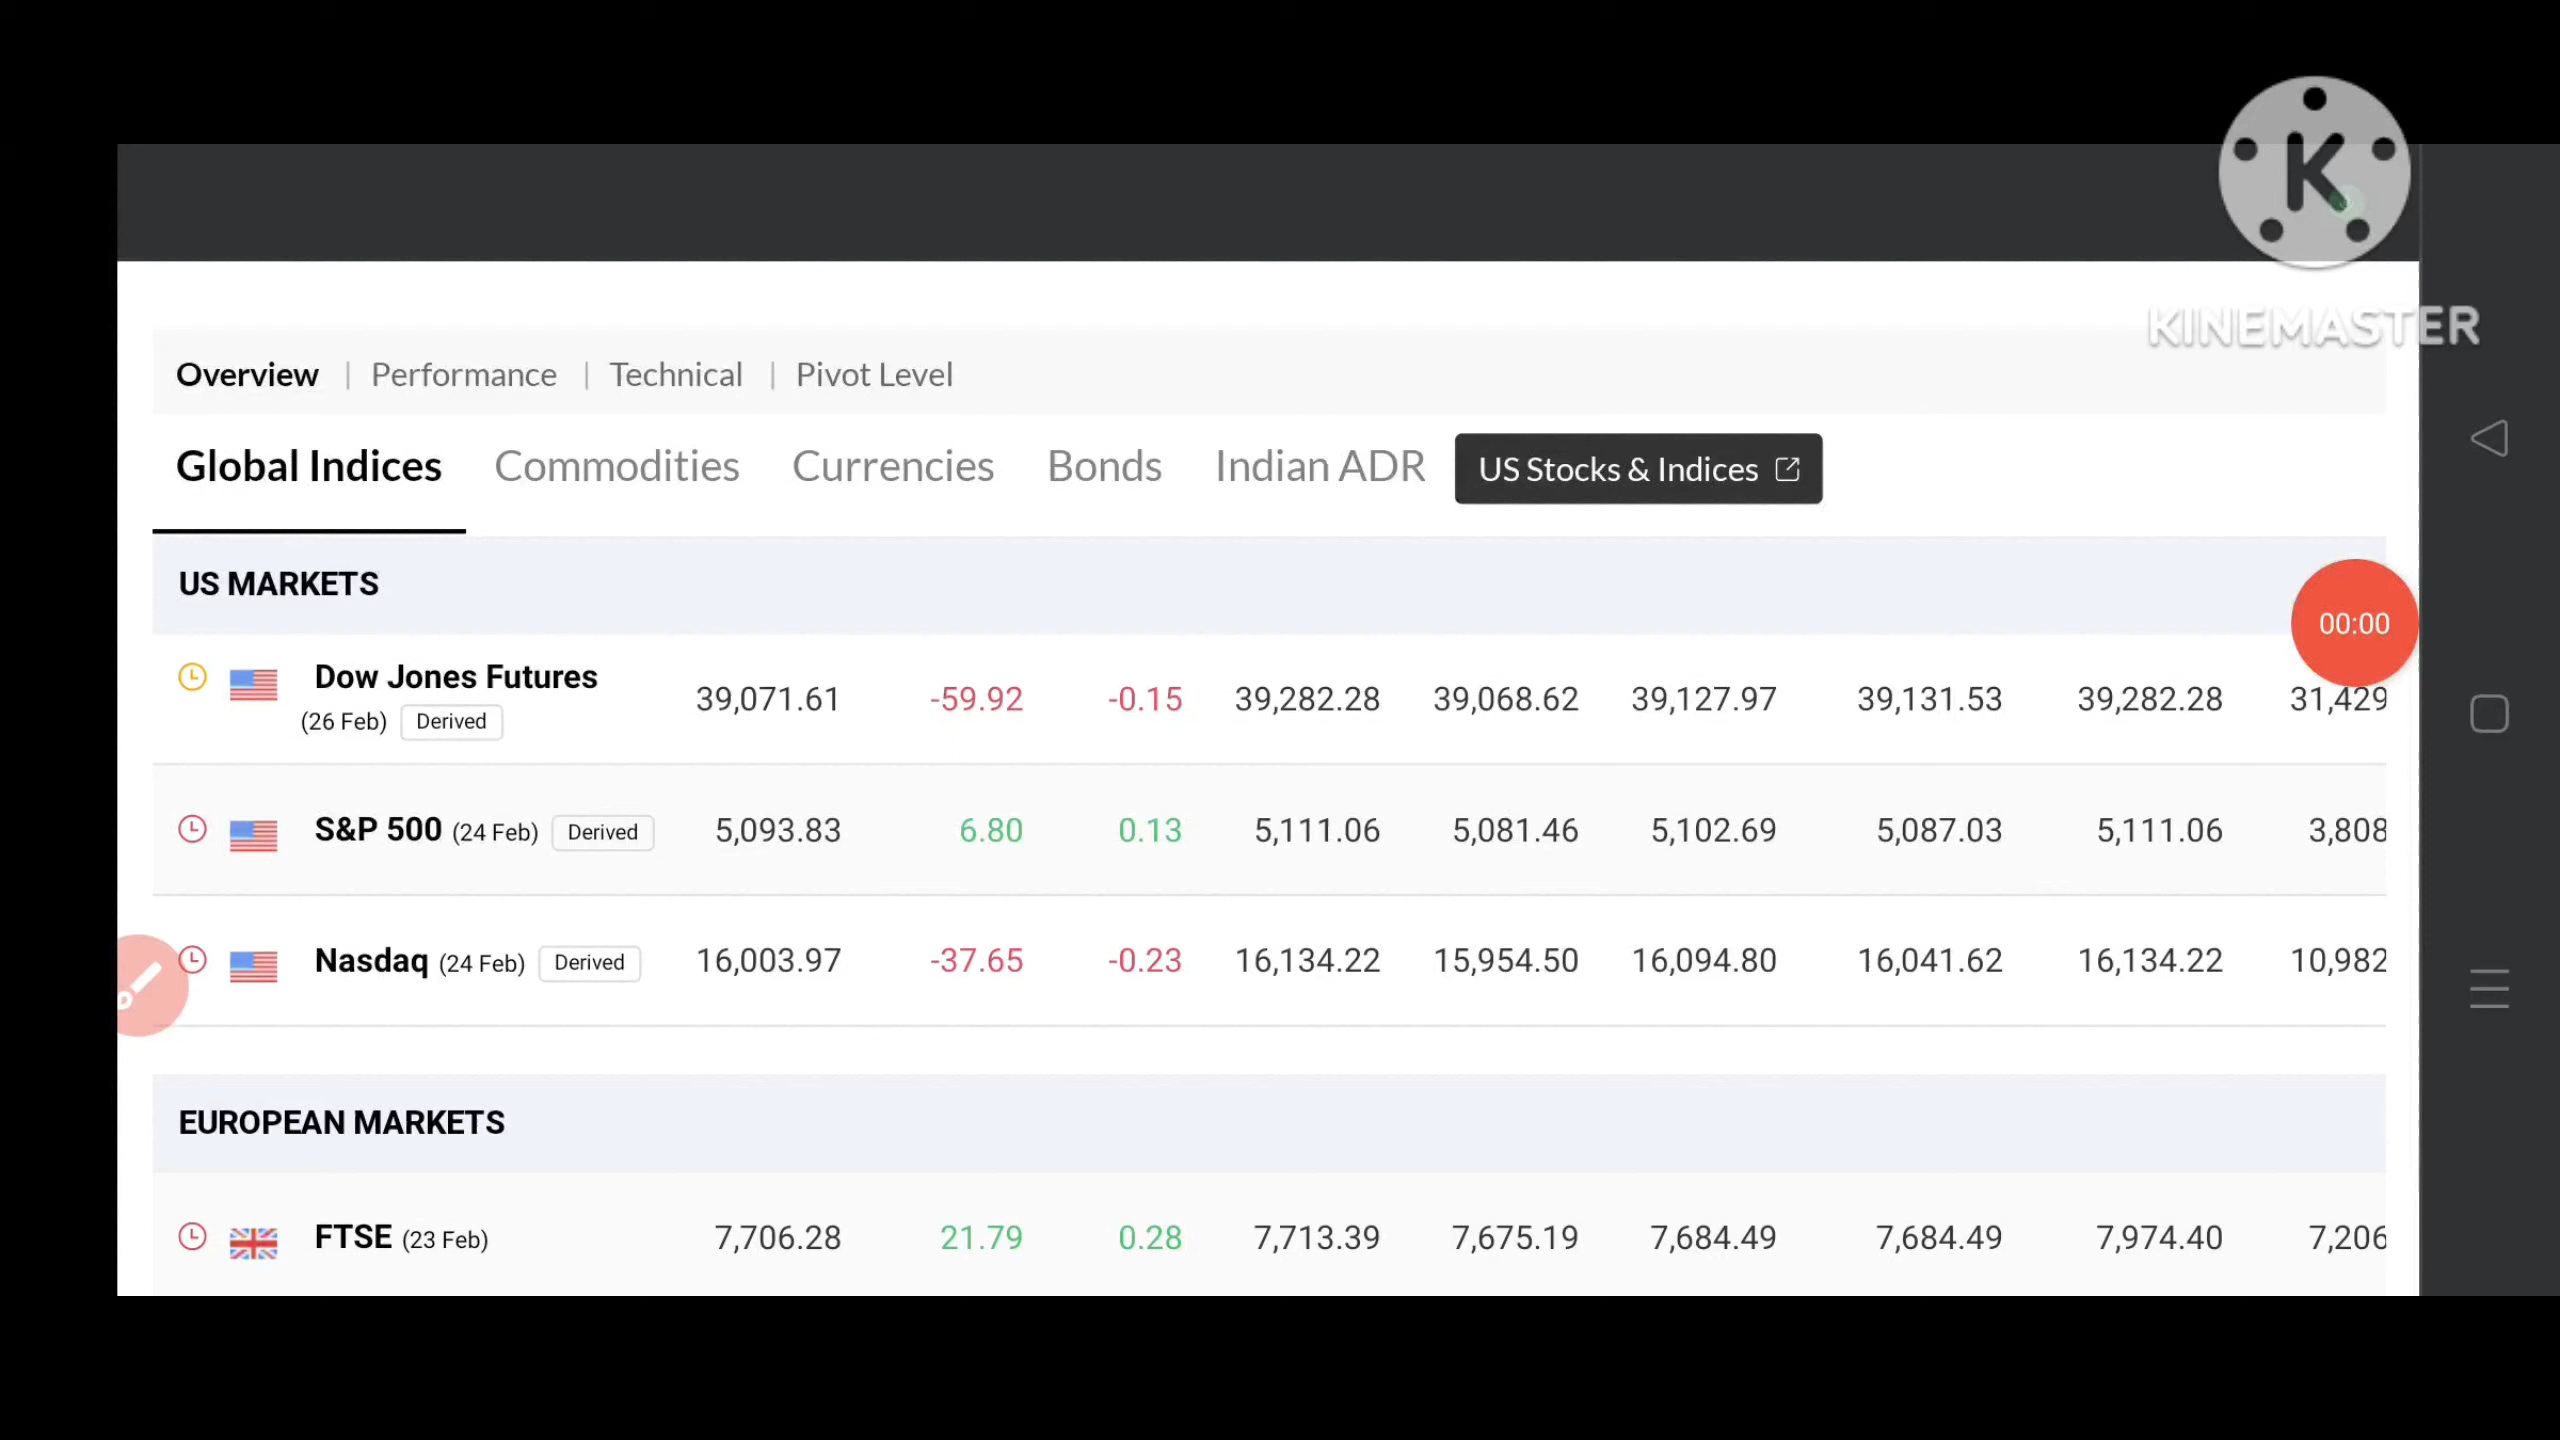 K
KINEMASTER
Overview | Performance | Technical | Pivot Level
Global Indices Commodities Currencies Bonds Indian ADR US Stocks & Indices
US MARKETS
00:00
Dow Jones Futures
(26 Feb) Derived 39,071.61 -59.92 -0.15 39,282.28 39,068.62 39,127.97 39,131.53 39,282.28 31,429
S&P 500 (24 Feb) Derived 5,093.83 6.80 0.13 5,111.06 5,081.46 5,102.69 5,087.03 5,111.06 3,808
Nasdaq (24 Feb) Derived 16,003.97 -37.65 -0.23 16,134.22 15,954.50 16,094.80 16,041.62 16,134.22 10,982
EUROPEAN MARKETS
FTSE (23 Feb) 7,706.28 21.79 0.28 7,713.39 7,675.19 7,684.49 7,684.49 7,974.40 7,206